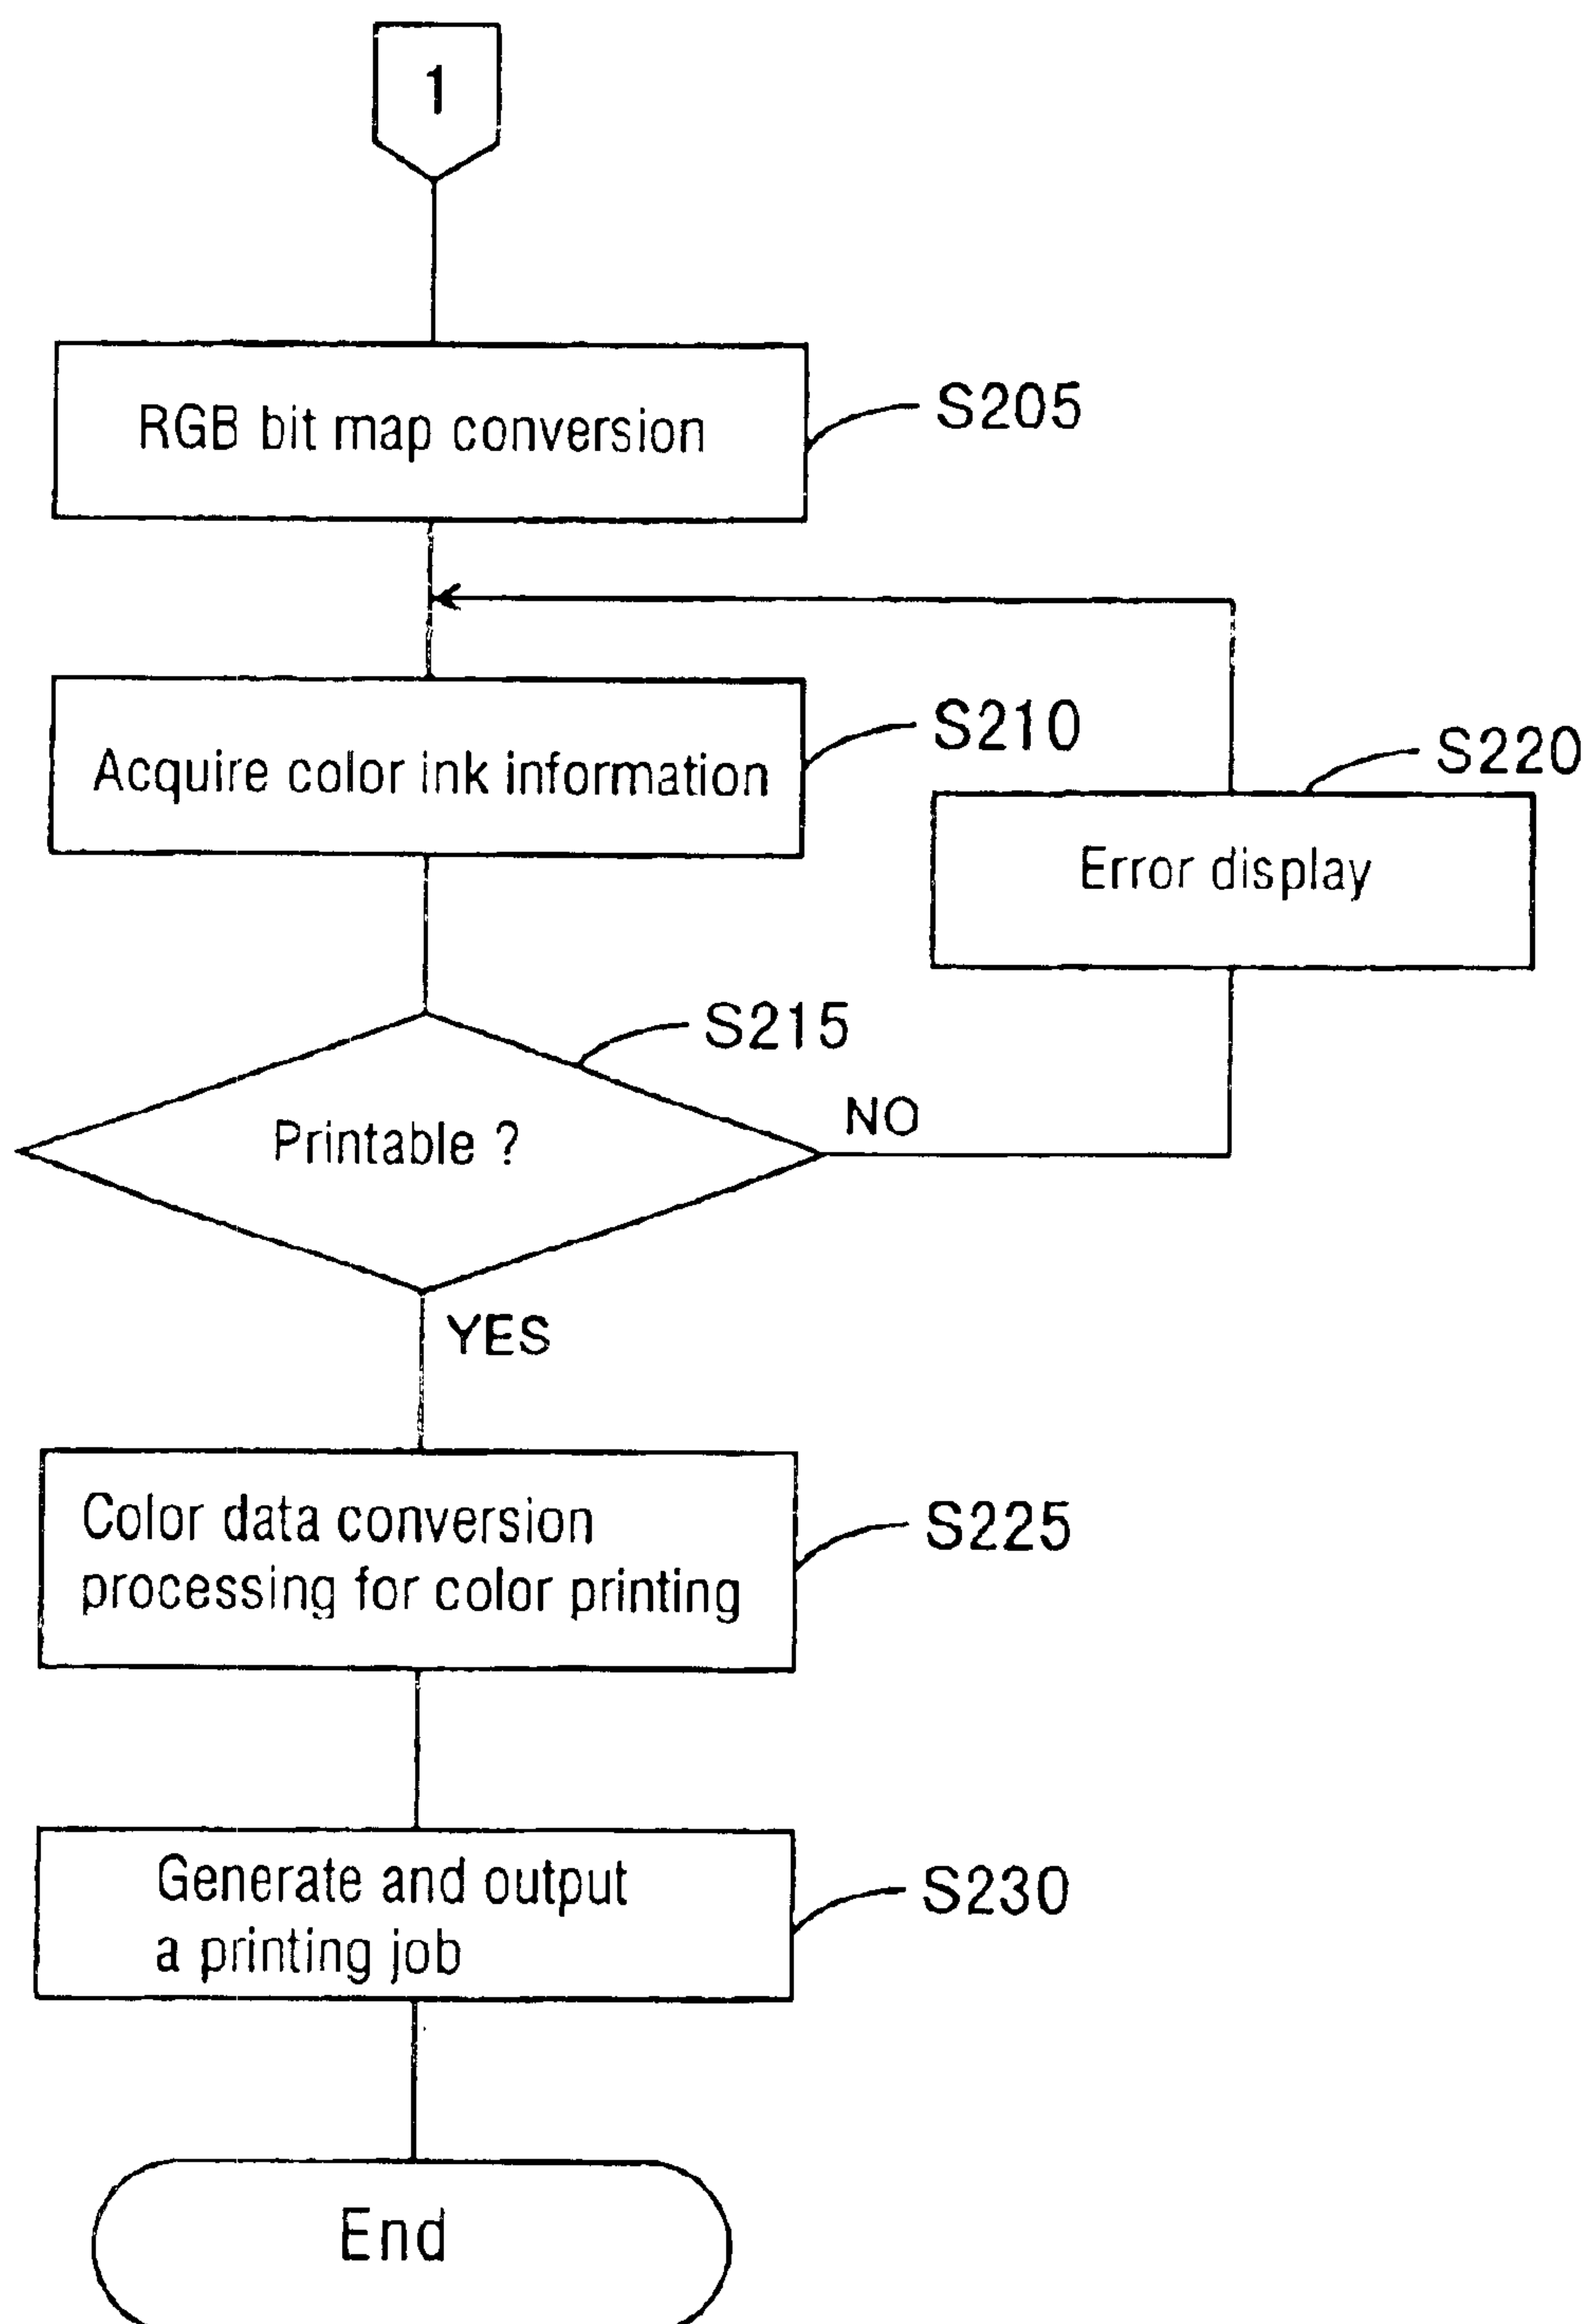 1
RGB bit map conversion
S205
Acquire color ink information
S210
S220
Error display
S215
Printable ?
NO
YES
Color data conversion
processing for color printing
S225
Generate and output
a printing job
S230
End